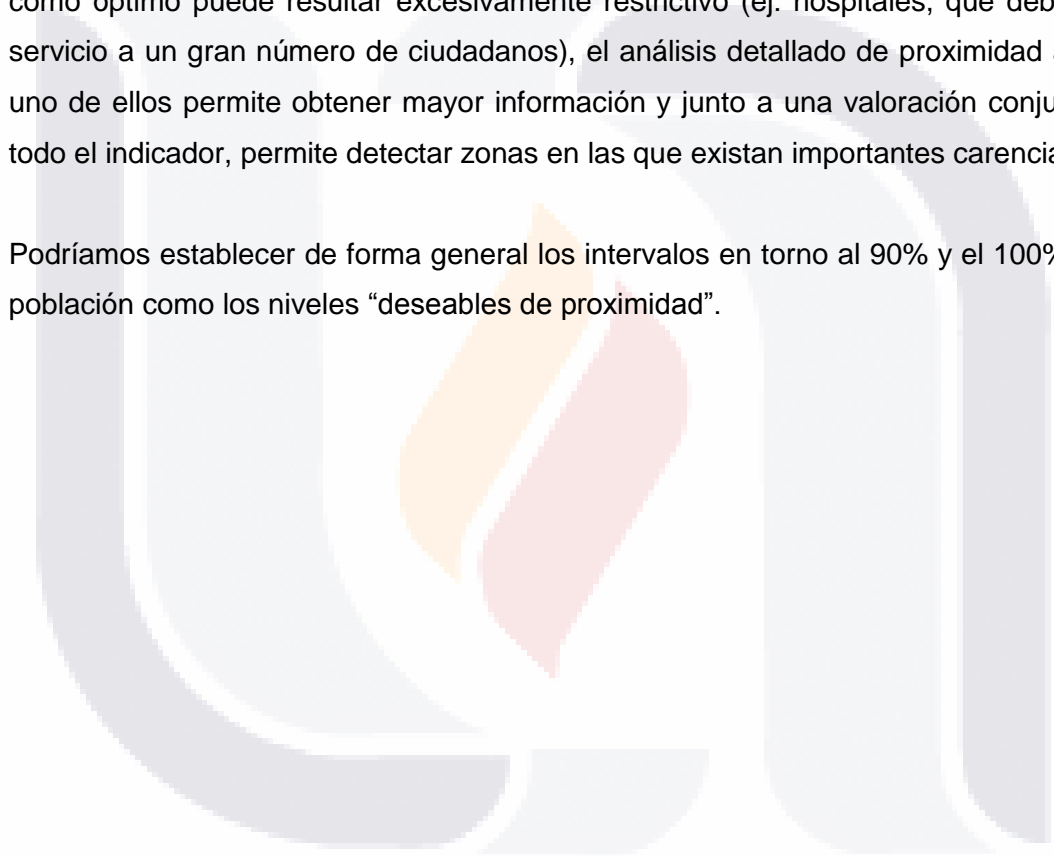 como óptimo puede resultar excesivamente restrictivo (ej. hospitales, que deb
servicio a un gran número de ciudadanos), el análisis detallado de proximidad
uno de ellos permite obtener mayor información y junto a una valoración conju
todo el indicador, permite detectar zonas en las que existan importantes carencia
Podríamos establecer de forma general los intervalos en torno al 90% y el 100%
población como los niveles “deseables de proximidad”.